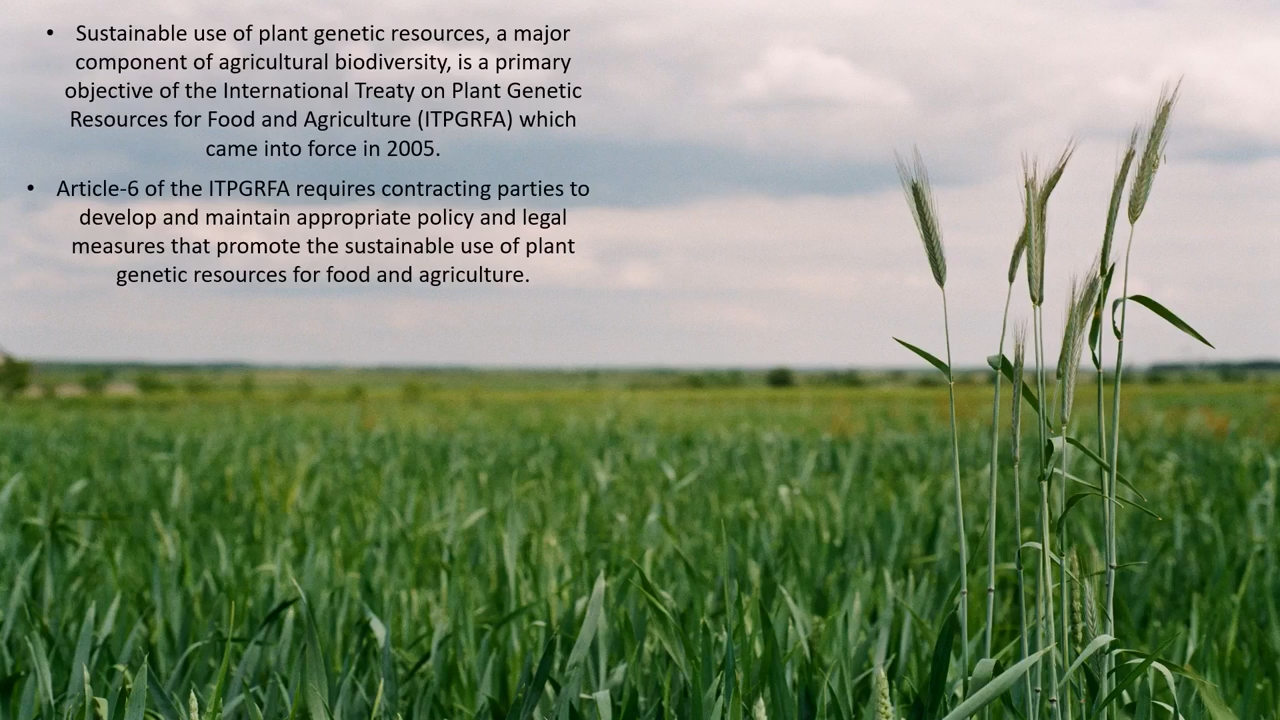 • Sustainable use of plant genetic resources, a major
component of agricultural biodiversity, is a primary
objective of the International Treaty on Plant Genetic
Resources for Food and Agriculture (ITPGRFA) which
came into force in 2005.
• Article-6 of the ITPGRFA requires contracting parties to
develop and maintain appropriate policy and legal
measures that promote the sustainable use of plant
genetic resources for food and agriculture.